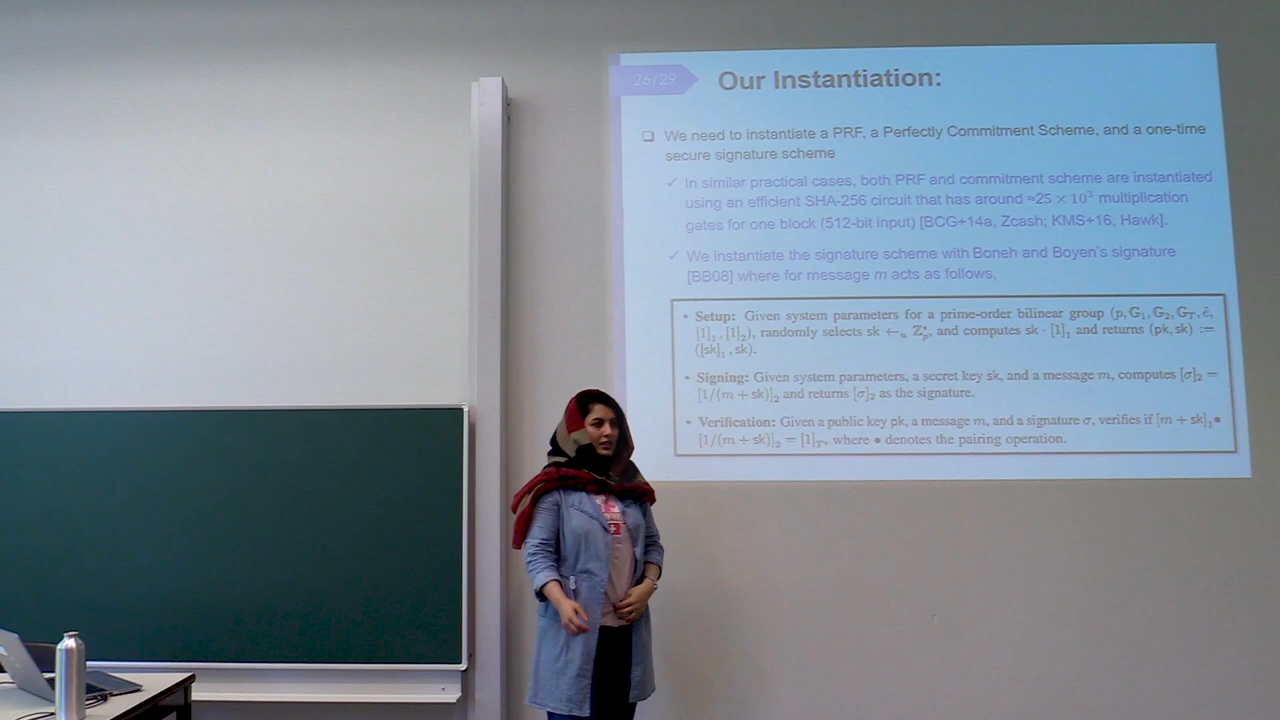 26/29
Our Instantiation:
❑ We need to instantiate a PRF, a Perfectly Commitment Scheme, and a one-time
secure signature scheme
✓ In similar practical cases, both PRF and commitment scheme are instantiated
using an efficient SHA-256 circuit that has around ≈25 × 10³ multiplication
gates for one block (512-bit input) [BCG+14a, Zcash; KMS+16, Hawk].
✓ We instantiate the signature scheme with Boneh and Boyen's signature
[BB08] where for message m acts as follows,
• Setup: Given system parameters for a prime-order bilinear group (p, G₁, G₂, G_T, ê,
[1]₁, [1]₂), randomly selects sk ←ᵤ Z*ₚ, and computes sk · [1]₁ and returns (pk, sk) :=
([sk]₁, sk).
• Signing: Given system parameters, a secret key sk, and a message m, computes [σ]₂ =
[1/(m + sk)]₂ and returns [σ]₂ as the signature.
• Verification: Given a public key pk, a message m, and a signature σ, verifies if [m + sk]₁ •
[1/(m + sk)]₂ = [1]_T, where • denotes the pairing operation.